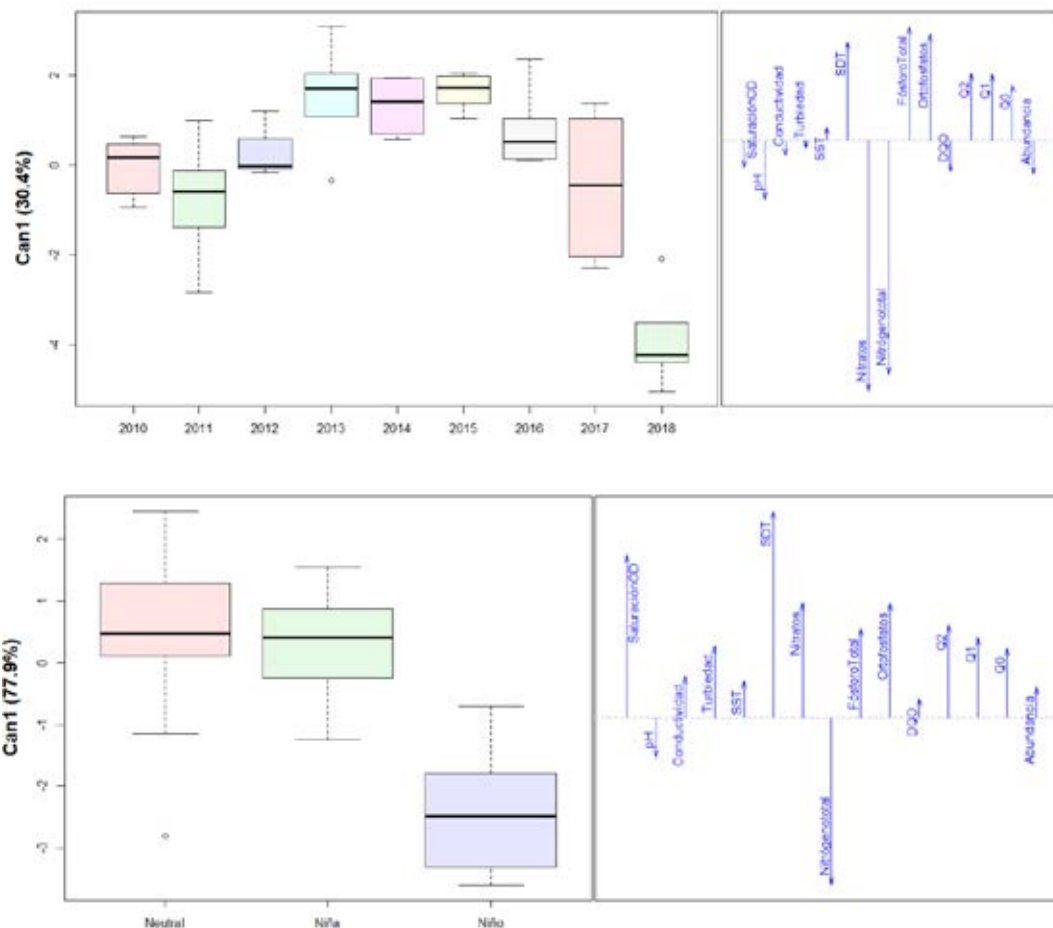 Can1 (30.4%)
2
0
-2
-4
2010 2011 2012 2013 2014 2015 2016 2017 2018
SaturaciónOD
pH
Conductividad
Turbiedad
SST
SDT
Nitratos
Nitrógenototal
FósforoTotal
Ortofosfatos
DQO
Q2
Q1
Q0
Abundancia
Can1 (77.9%)
2
1
0
-1
-2
-3
Neutral Niña Niño
SaturaciónOD
pH
Conductividad
Turbiedad
SST
SDT
Nitratos
Nitrógenototal
FósforoTotal
Ortofosfatos
DQO
Q2
Q1
Q0
Abundancia